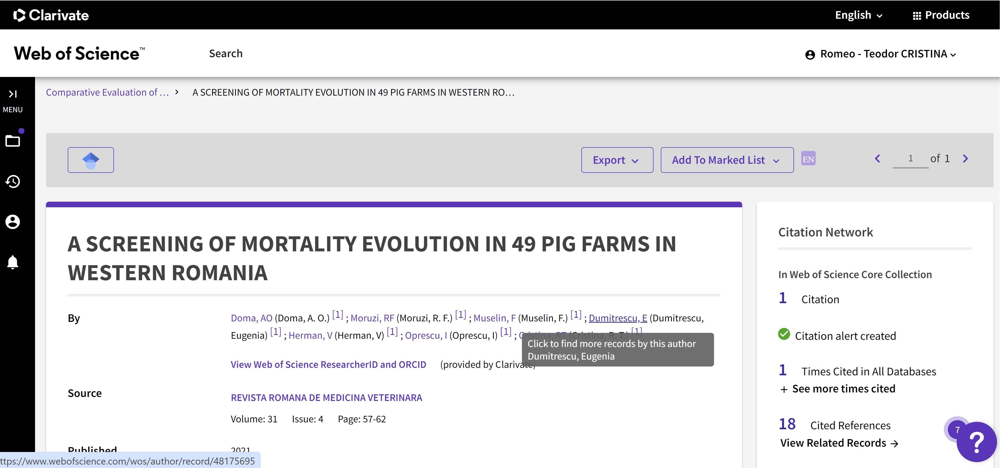 Clarivate
English
Products
Web of Science™
Search
Romeo - Teodor CRISTINA
MENU
Comparative Evaluation of …
A SCREENING OF MORTALITY EVOLUTION IN 49 PIG FARMS IN WESTERN RO…
Export
Add To Marked List
EN
1 of 1
A SCREENING OF MORTALITY EVOLUTION IN 49 PIG FARMS IN
WESTERN ROMANIA
By
Doma, AO (Doma, A. O.) [1] ; Moruzi, RF (Moruzi, R. F.) [1] ; Muselin, F (Muselin, F.) [1] ; Dumitrescu, E (Dumitrescu,
Eugenia) [1] ; Herman, V (Herman, V) [1] ; Oprescu, I (Oprescu, I) [1] ; Cristina, RT (Cristina, R. T.) [1]
Click to find more records by this author
Dumitrescu, Eugenia
View Web of Science ResearcherID and ORCID (provided by Clarivate)
Source
REVISTA ROMANA DE MEDICINA VETERINARA
Volume: 31 Issue: 4 Page: 57-62
Published
2021
ttps://www.webofscience.com/wos/author/record/48175695
Citation Network
In Web of Science Core Collection
1 Citation
Citation alert created
1 Times Cited in All Databases
+ See more times cited
18 Cited References
View Related Records →
7
?